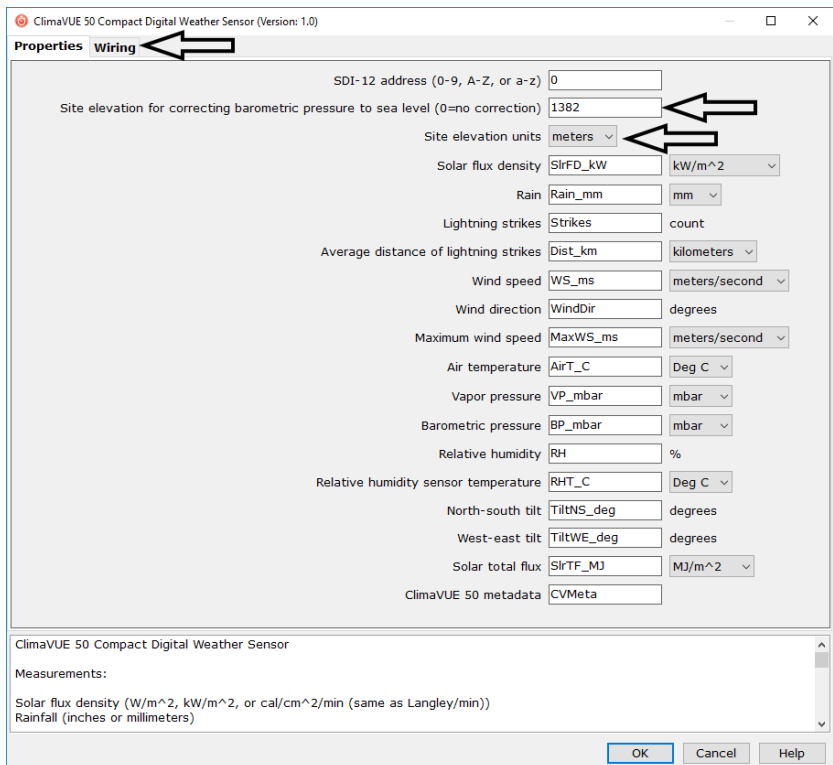 ClimaVUE 50 Compact Digital Weather Sensor (Version: 1.0)
Properties Wiring
SDI-12 address (0-9, A-Z, or a-z) 0
Site elevation for correcting barometric pressure to sea level (0=no correction) 1382
Site elevation units meters
Solar flux density SlrFD_kW kW/m^2
Rain Rain_mm mm
Lightning strikes Strikes count
Average distance of lightning strikes Dist_km kilometers
Wind speed WS_ms meters/second
Wind direction WindDir degrees
Maximum wind speed MaxWS_ms meters/second
Air temperature AirT_C Deg C
Vapor pressure VP_mbar mbar
Barometric pressure BP_mbar mbar
Relative humidity RH %
Relative humidity sensor temperature RHT_C Deg C
North-south tilt TiltNS_deg degrees
West-east tilt TiltWE_deg degrees
Solar total flux SlrTF_MJ MJ/m^2
ClimaVUE 50 metadata CVMeta
ClimaVUE 50 Compact Digital Weather Sensor
Measurements:
Solar flux density (W/m^2, kW/m^2, or cal/cm^2/min (same as Langley/min))
Rainfall (inches or millimeters)
OK Cancel Help